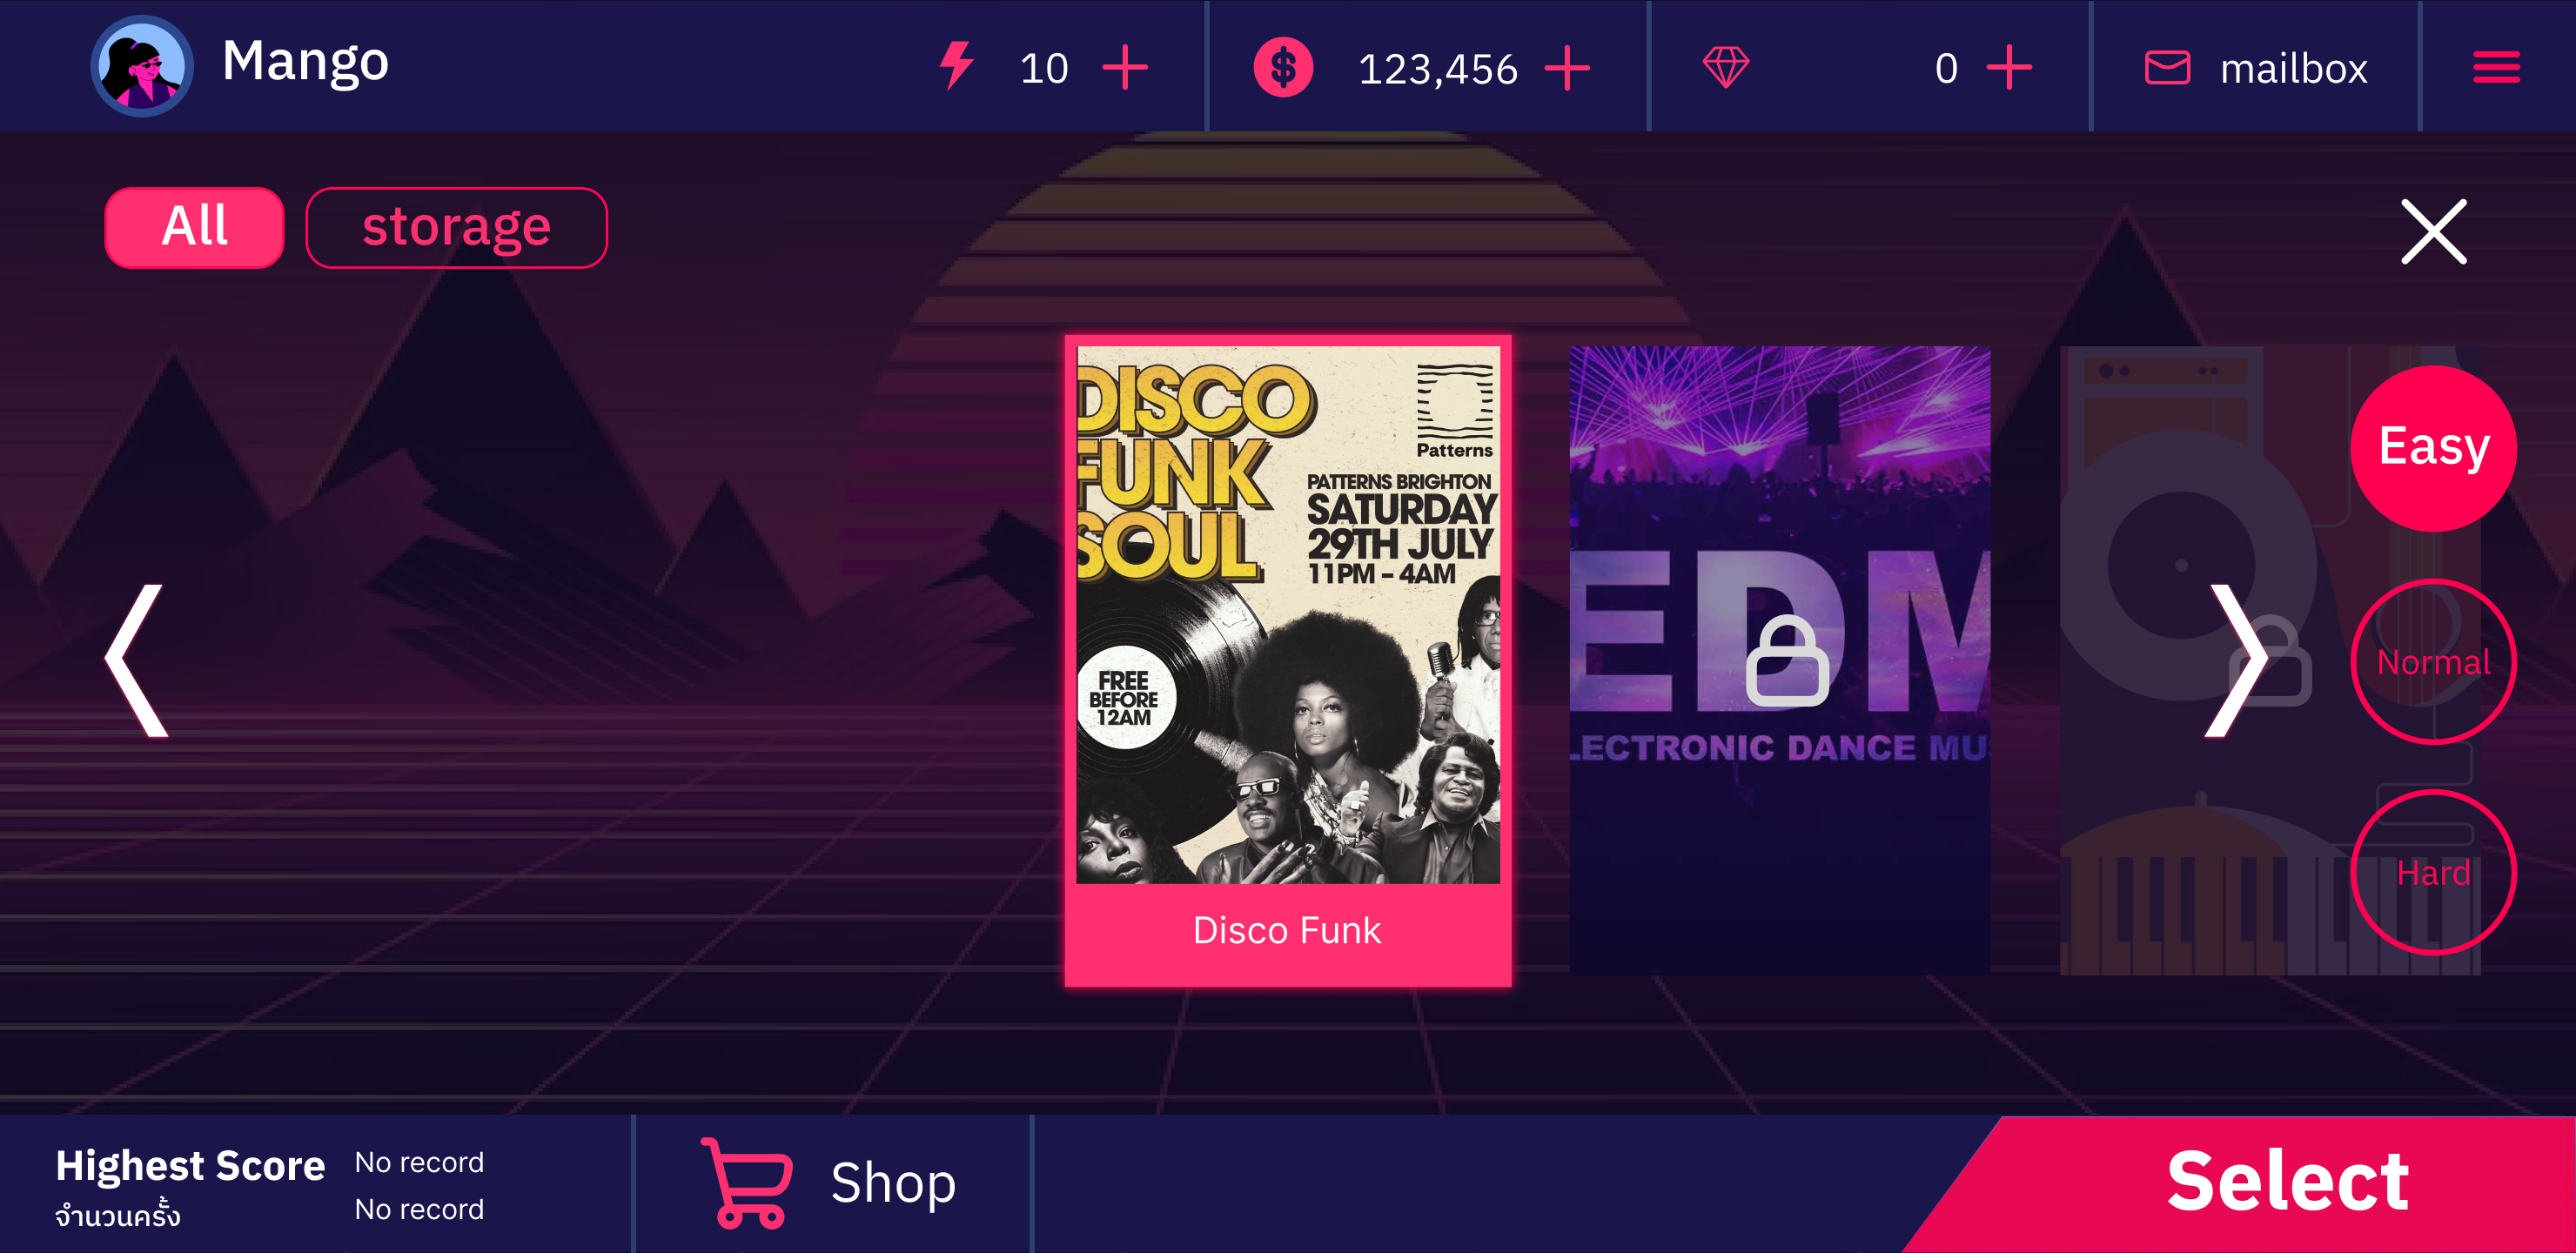 Mango
10
123,456
0
mailbox
All
storage
DISCO
FUNK
SOUL
Patterns
PATTERNS BRIGHTON
SATURDAY
29TH JULY
11PM – 4AM
FREE
BEFORE
12AM
Disco Funk
EDM
LECTRONIC DANCE MU
Easy
Normal
Hard
Highest Score No record
จำนวนครั้ง No record
Shop
Select